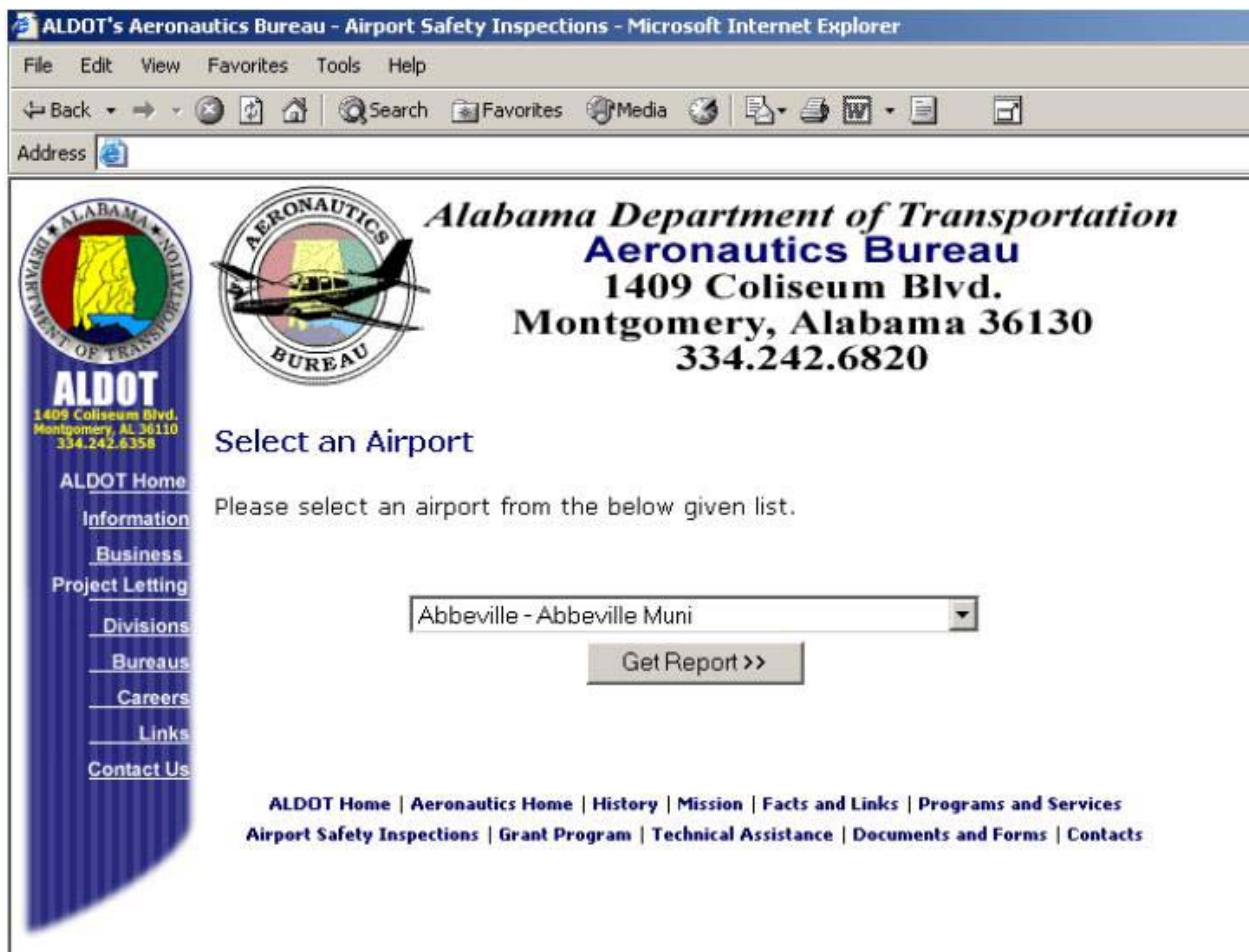 ALDOT's Aeronautics Bureau - Airport Safety Inspections - Microsoft Internet Explorer
File Edit View Favorites Tools Help
Back Search Favorites Media W
Address
ALABAMA DEPARTMENT OF TRANSPORTATION
ALDOT
1409 Coliseum Blvd.
Montgomery, AL 36110
334.242.6358
ALDOT Home
Information
Business
Project Letting
Divisions
Bureaus
Careers
Links
Contact Us
AERONAUTICS
BUREAU
Alabama Department of Transportation
Aeronautics Bureau
1409 Coliseum Blvd.
Montgomery, Alabama 36130
334.242.6820
Select an Airport
Please select an airport from the below given list.
Abbeville - Abbeville Muni
Get Report >>
ALDOT Home | Aeronautics Home | History | Mission | Facts and Links | Programs and Services
Airport Safety Inspections | Grant Program | Technical Assistance | Documents and Forms | Contacts